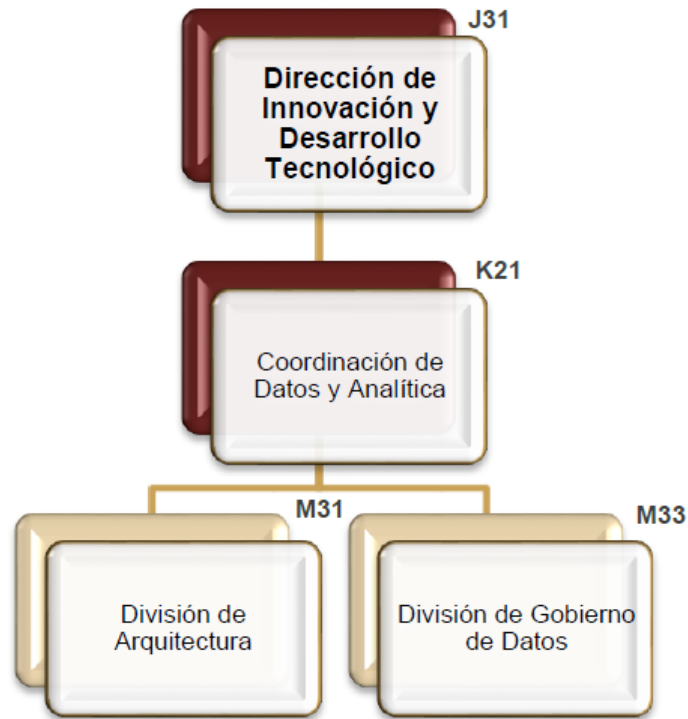 J31
Dirección de
Innovación y
Desarrollo
Tecnológico
K21
Coordinación de
Datos y Analítica
M31
División de
Arquitectura
M33
División de Gobierno
de Datos